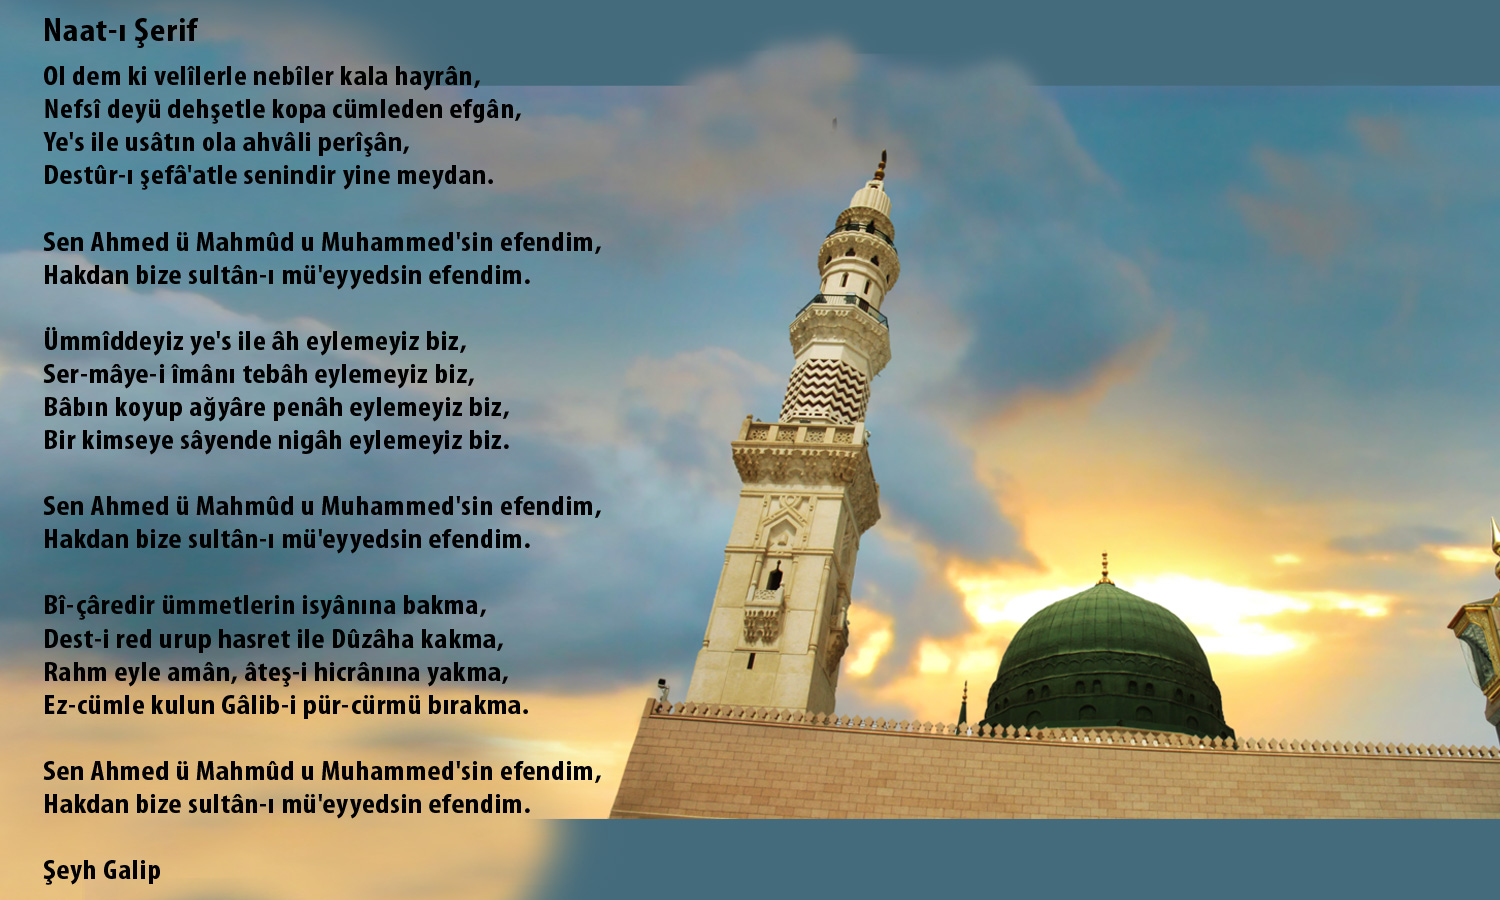 Naat-ı Şerif
Ol dem ki velîlerle nebîler kala hayrân,
Nefsî deyü dehşetle kopa cümleden efgân,
Ye's ile usâtın ola ahvâli perîşân,
Destûr-ı şefâ'atle senindir yine meydan.
Sen Ahmed ü Mahmûd u Muhammed'sin efendim,
Hakdan bize sultân-ı mü'eyyedsin efendim.
Ümmîddeyiz ye's ile âh eylemeyiz biz,
Ser-mâye-i îmânı tebâh eylemeyiz biz,
Bâbın koyup ağyâre penâh eylemeyiz biz,
Bir kimseye sâyende nigâh eylemeyiz biz.
Sen Ahmed ü Mahmûd u Muhammed'sin efendim,
Hakdan bize sultân-ı mü'eyyedsin efendim.
Bî-çâredir ümmetlerin isyânına bakma,
Dest-i red urup hasret ile Dûzâha kakma,
Rahm eyle amân, âteş-i hicrânına yakma,
Ez-cümle kulun Gâlib-i pür-cürmü bırakma.
Sen Ahmed ü Mahmûd u Muhammed'sin efendim,
Hakdan bize sultân-ı mü'eyyedsin efendim.
Şeyh Galip